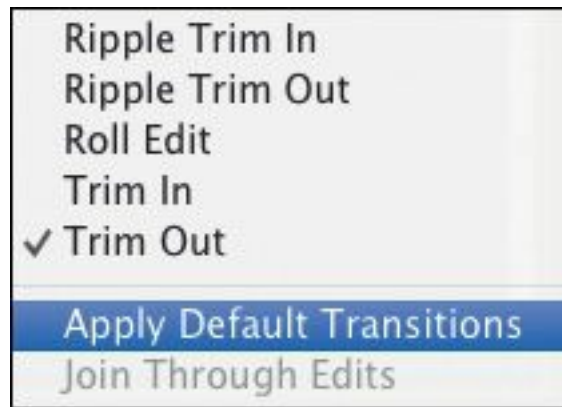 Ripple Trim In
Ripple Trim Out
Roll Edit
Trim In
✓ Trim Out
Apply Default Transitions
Join Through Edits